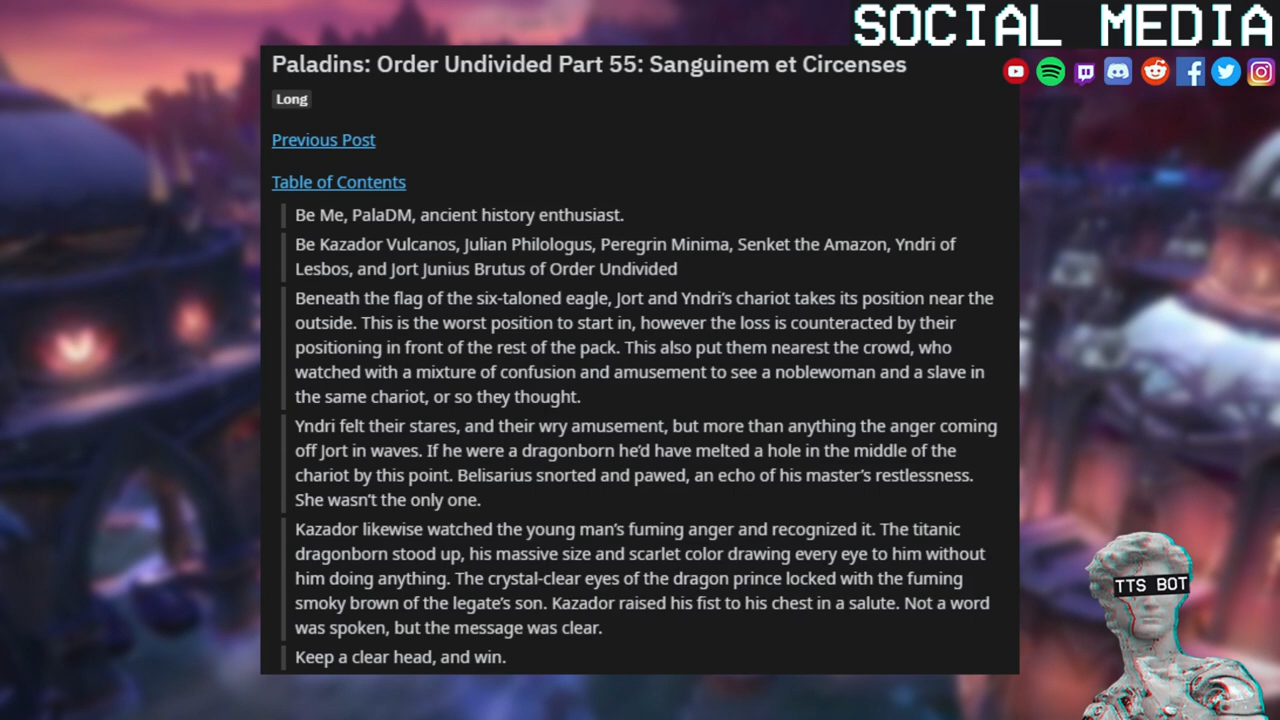 SOCIAL MEDIA
Paladins: Order Undivided Part 55: Sanguinem et Circenses
Long
Previous Post
Table of Contents
Be Me, PalaDM, ancient history enthusiast.
Be Kazador Vulcanos, Julian Philologus, Peregrin Minima, Senket the Amazon, Yndri of
Lesbos, and Jort Junius Brutus of Order Undivided
Beneath the flag of the six-taloned eagle, Jort and Yndri’s chariot takes its position near the
outside. This is the worst position to start in, however the loss is counteracted by their
positioning in front of the rest of the pack. This also put them nearest the crowd, who
watched with a mixture of confusion and amusement to see a noblewoman and a slave in
the same chariot, or so they thought.
Yndri felt their stares, and their wry amusement, but more than anything the anger coming
off Jort in waves. If he were a dragonborn he’d have melted a hole in the middle of the
chariot by this point. Belisarius snorted and pawed, an echo of his master’s restlessness.
She wasn’t the only one.
Kazador likewise watched the young man’s fuming anger and recognized it. The titanic
dragonborn stood up, his massive size and scarlet color drawing every eye to him without
him doing anything. The crystal-clear eyes of the dragon prince locked with the fuming
smoky brown of the legate’s son. Kazador raised his fist to his chest in a salute. Not a word
was spoken, but the message was clear.
Keep a clear head, and win.
TTS BOT